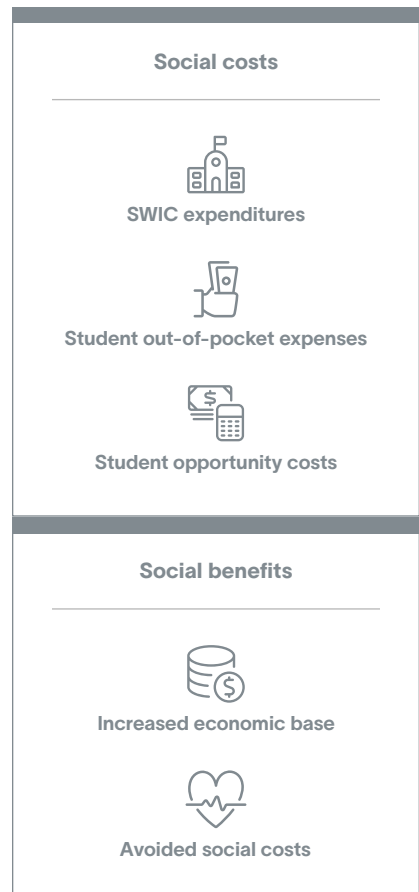 Social costs
SWIC expenditures
Student out-of-pocket expenses
$
Student opportunity costs
Social benefits
$
Increased economic base
Avoided social costs